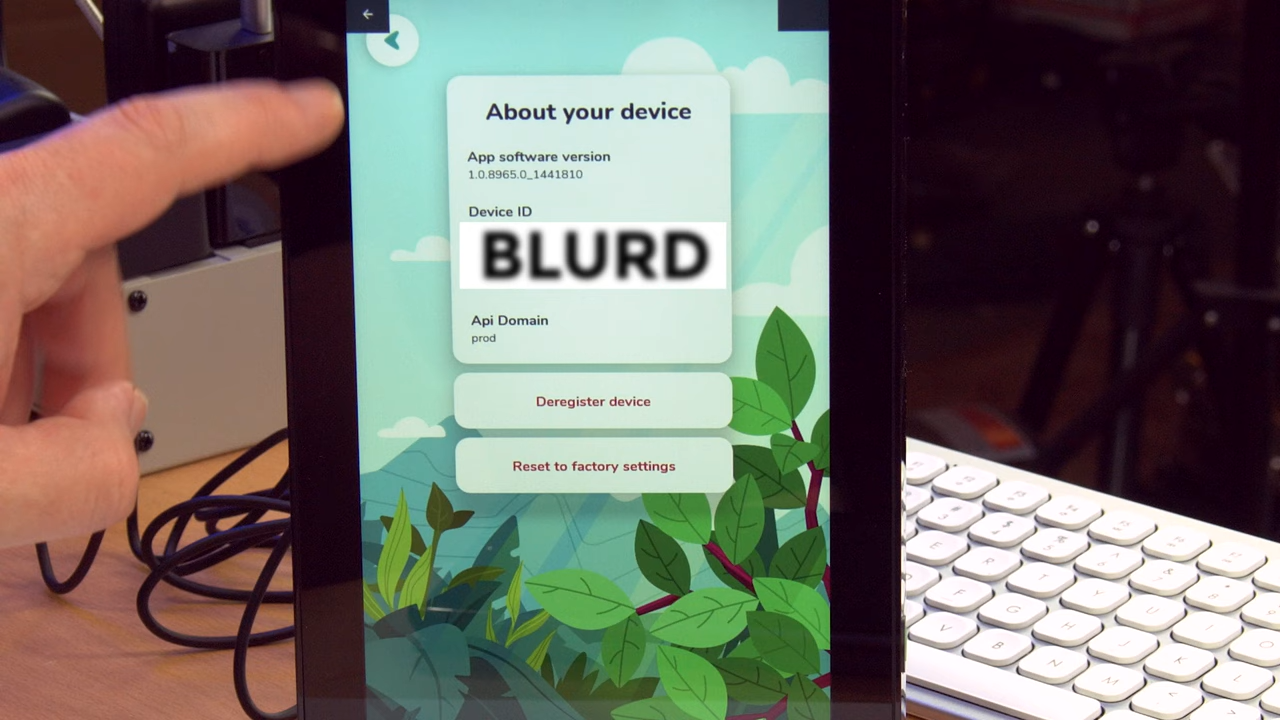 About your device
App software version
1.0.8965.0_1441810
Device ID
BLURD
Api Domain
prod
Deregister device
Reset to factory settings
3
$
E
R
T
Y
U
I
F
G
H
J
K
L
V
B
N
M